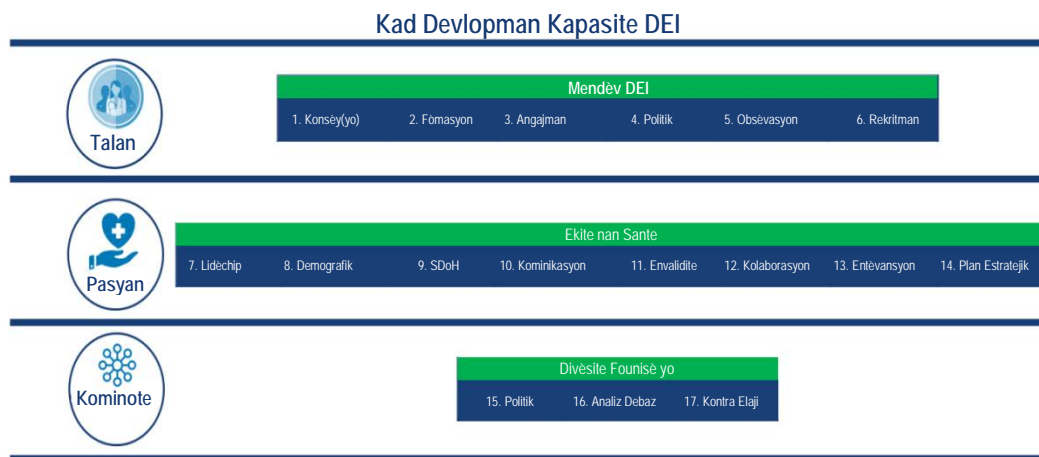 Kad Devlopman Kapasite DEI
Talan
Mendèv DEI
1. Konsèy(yo) 2. Fòmasyon 3. Angajman 4. Politik 5. Obsèvasyon 6. Rekritman
Pasyan
Ekite nan Sante
7. Lidèchip 8. Demografik 9. SDoH 10. Kominikasyon 11. Envalidite 12. Kolaborasyon 13. Entèvansyon 14. Plan Estratejik
Kominote
Divèsite Founisè yo
15. Politik 16. Analiz Debaz 17. Kontra Elaji